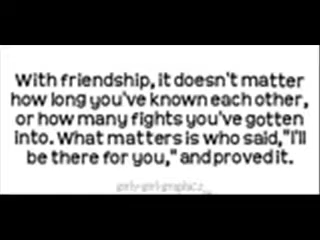 With friendship, it doesn't matter
how long you've known each other,
or how many fights you've gotten
into. What matters is who said,"I'll
be there for you," and proved it.